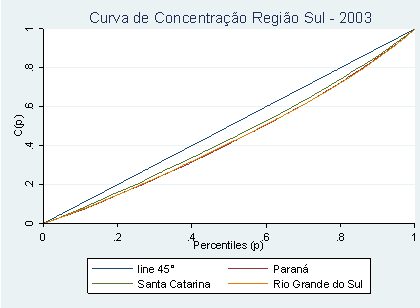 Curva de Concentração Região Sul - 2003
C(p)
1
.8
.6
.4
.2
0
0 .2 .4 .6 .8 1
Percentiles (p)
line 45° Paraná
Santa Catarina Rio Grande do Sul